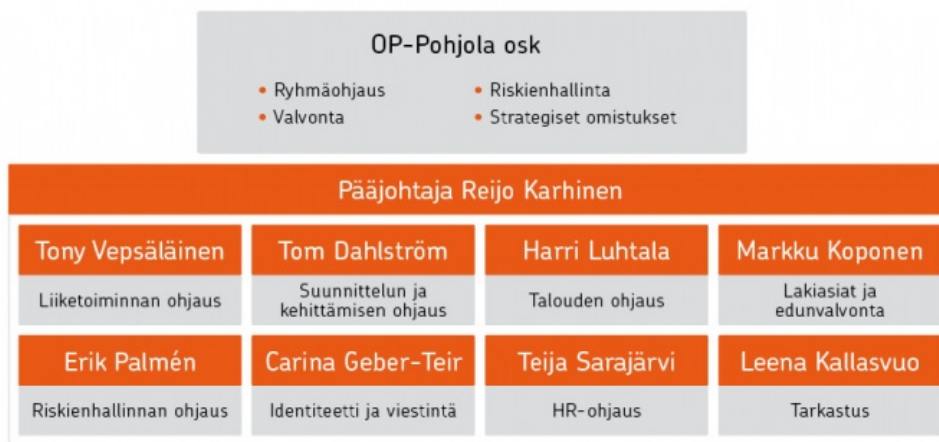 OP-Pohjola osk
• Ryhmäohjaus
• Valvonta
• Riskienhallinta
• Strategiset omistukset
Pääjohtaja Reijo Karhinen
Tony Vepsäläinen
Liiketoiminnan ohjaus
Tom Dahlström
Suunnittelun ja
kehittämisen ohjaus
Harri Luhtala
Talouden ohjaus
Markku Koponen
Lakiasiat ja
edunvalvonta
Erik Palmén
Riskienhallinnan ohjaus
Carina Geber-Teir
Identiteetti ja viestintä
Teija Sarajärvi
HR-ohjaus
Leena Kallasvuo
Tarkastus